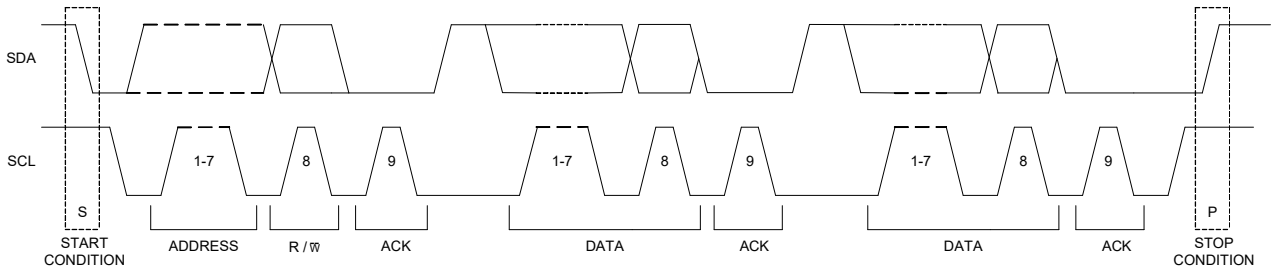 SDA
SCL
1-7
8
9
1-7
8
9
1-7
8
9
S
P
START
CONDITION
ADDRESS
R / W̅
ACK
DATA
ACK
DATA
ACK
STOP
CONDITION